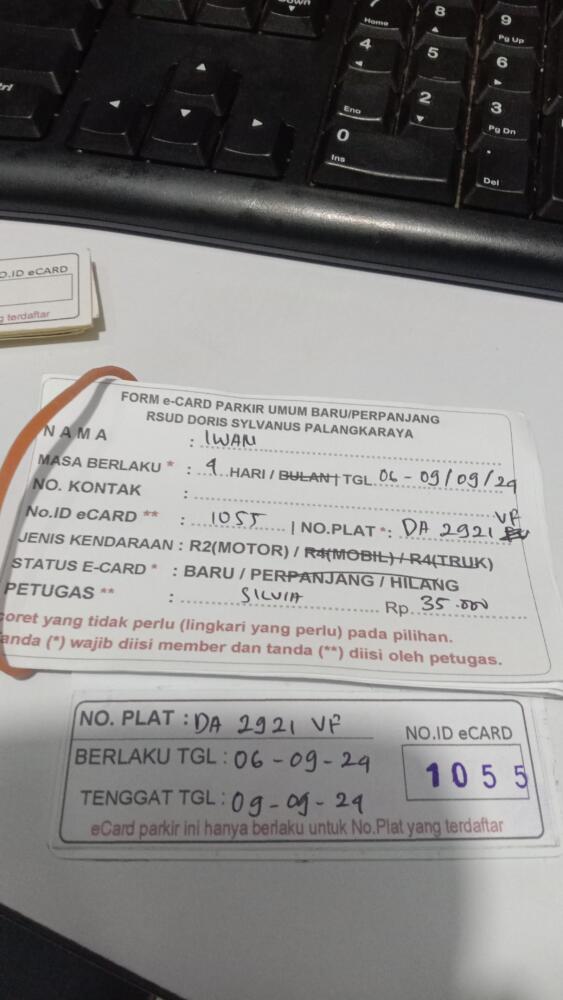 Down
7
Home
8
9
Pg Up
4
5
6
End
2
3
Pg Dn
0
Ins
.
Del
trl
O.ID eCARD
g terdaftar
FORM e-CARD PARKIR UMUM BARU/PERPANJANG
RSUD DORIS SYLVANUS PALANGKARAYA
NAMA : IWAN
MASA BERLAKU * : 4 HARI / BULAN | TGL. 06 - 09/09/24
NO. KONTAK :
No.ID eCARD ** : 1055 | NO.PLAT *: DA 2921 VF
JENIS KENDARAAN : R2(MOTOR) / R4(MOBIL) / R4(TRUK)
STATUS E-CARD * : BARU / PERPANJANG / HILANG
PETUGAS ** : SILVIA Rp. 35.000
coret yang tidak perlu (lingkari yang perlu) pada pilihan.
anda (*) wajib diisi member dan tanda (**) diisi oleh petugas.
NO. PLAT : DA 2921 VF
BERLAKU TGL : 06 - 09 - 24
TENGGAT TGL : 09 - 09 - 24
NO.ID eCARD
1055
eCard parkir ini hanya berlaku untuk No.Plat yang terdaftar